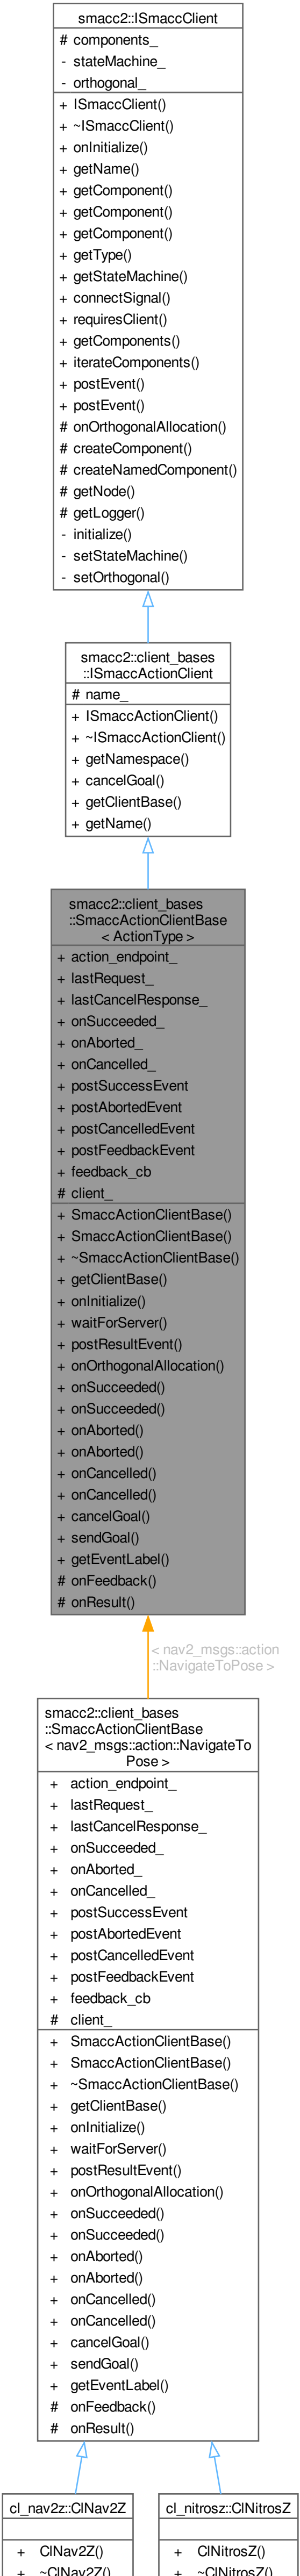 smacc2::ISmaccClient
# components_
- stateMachine_
- orthogonal_
+ ISmaccClient()
+ ~ISmaccClient()
+ onInitialize()
+ getName()
+ getComponent()
+ getComponent()
+ getComponent()
+ getType()
+ getStateMachine()
+ connectSignal()
+ requiresClient()
+ getComponents()
+ iterateComponents()
+ postEvent()
+ postEvent()
# onOrthogonalAllocation()
# createComponent()
# createNamedComponent()
# getNode()
# getLogger()
- initialize()
- setStateMachine()
- setOrthogonal()
smacc2::client_bases
::ISmaccActionClient
# name_
+ ISmaccActionClient()
+ ~ISmaccActionClient()
+ getNamespace()
+ cancelGoal()
+ getClientBase()
+ getName()
smacc2::client_bases
::SmaccActionClientBase
< ActionType >
+ action_endpoint_
+ lastRequest_
+ lastCancelResponse_
+ onSucceeded_
+ onAborted_
+ onCancelled_
+ postSuccessEvent
+ postAbortedEvent
+ postCancelledEvent
+ postFeedbackEvent
+ feedback_cb
# client_
+ SmaccActionClientBase()
+ SmaccActionClientBase()
+ ~SmaccActionClientBase()
+ getClientBase()
+ onInitialize()
+ waitForServer()
+ postResultEvent()
+ onOrthogonalAllocation()
+ onSucceeded()
+ onSucceeded()
+ onAborted()
+ onAborted()
+ onCancelled()
+ onCancelled()
+ cancelGoal()
+ sendGoal()
+ getEventLabel()
# onFeedback()
# onResult()
< nav2_msgs::action
::NavigateToPose >
smacc2::client_bases
::SmaccActionClientBase
< nav2_msgs::action::NavigateTo
Pose >
+ action_endpoint_
+ lastRequest_
+ lastCancelResponse_
+ onSucceeded_
+ onAborted_
+ onCancelled_
+ postSuccessEvent
+ postAbortedEvent
+ postCancelledEvent
+ postFeedbackEvent
+ feedback_cb
# client_
+ SmaccActionClientBase()
+ SmaccActionClientBase()
+ ~SmaccActionClientBase()
+ getClientBase()
+ onInitialize()
+ waitForServer()
+ postResultEvent()
+ onOrthogonalAllocation()
+ onSucceeded()
+ onSucceeded()
+ onAborted()
+ onAborted()
+ onCancelled()
+ onCancelled()
+ cancelGoal()
+ sendGoal()
+ getEventLabel()
# onFeedback()
# onResult()
cl_nav2z::ClNav2Z
+ ClNav2Z()
+ ~ClNav2Z()
cl_nitrosz::ClNitrosZ
+ ClNitrosZ()
+ ~ClNitrosZ()